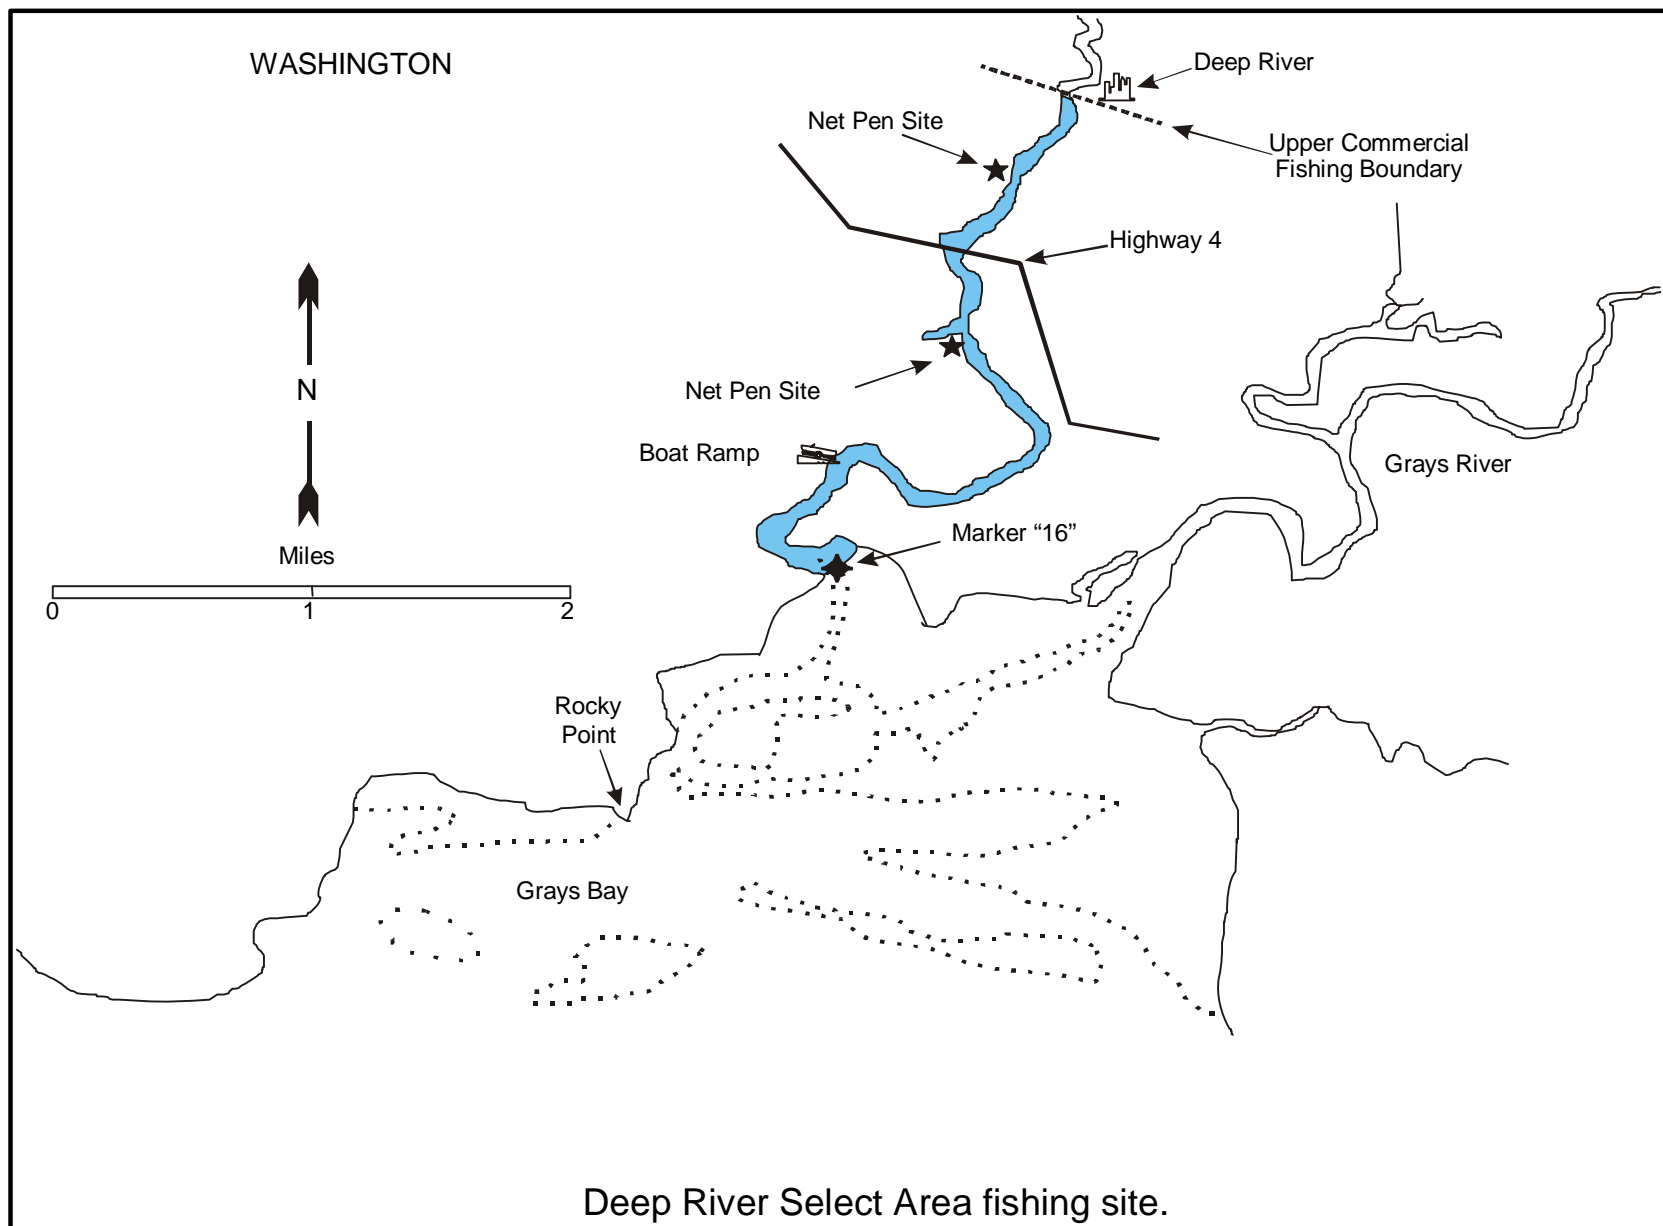 WASHINGTON
Deep River
Net Pen Site
Upper Commercial
Fishing Boundary
Highway 4
N
Net Pen Site
Boat Ramp
Grays River
Marker “16”
Miles
0 1 2
Rocky
Point
Grays Bay
Deep River Select Area fishing site.